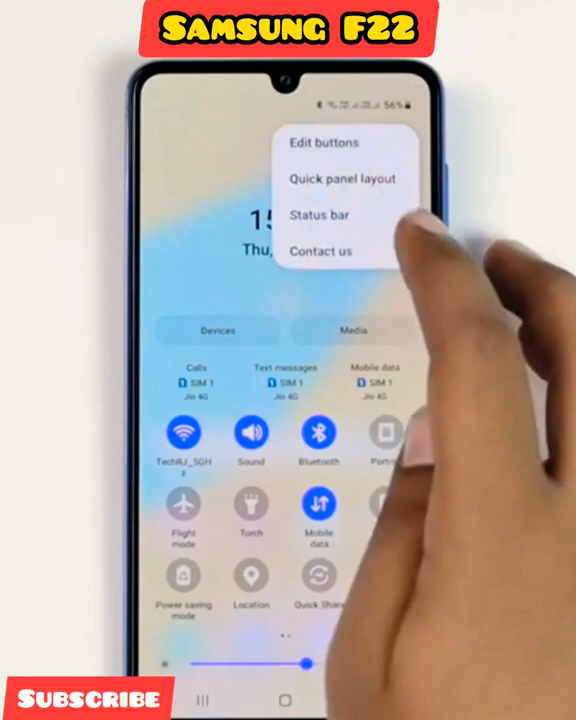 SAMSUNG F22
56%
Edit buttons
Quick panel layout
Status bar
Contact us
15
Thu,
Devices
Media
Calls
Text messages
Mobile data
SIM 1
SIM 1
SIM 1
Jio 4G
Jio 4G
Jio 4G
TechRJ_5GH
z
Sound
Bluetooth
Flight
mode
Torch
Mobile
data
Power saving
mode
Location
Quick Share
SUBSCRIBE